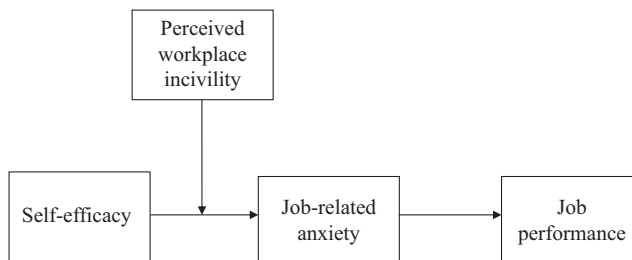 Perceived
workplace
incivility
Self-efficacy
Job-related
anxiety
Job
performance